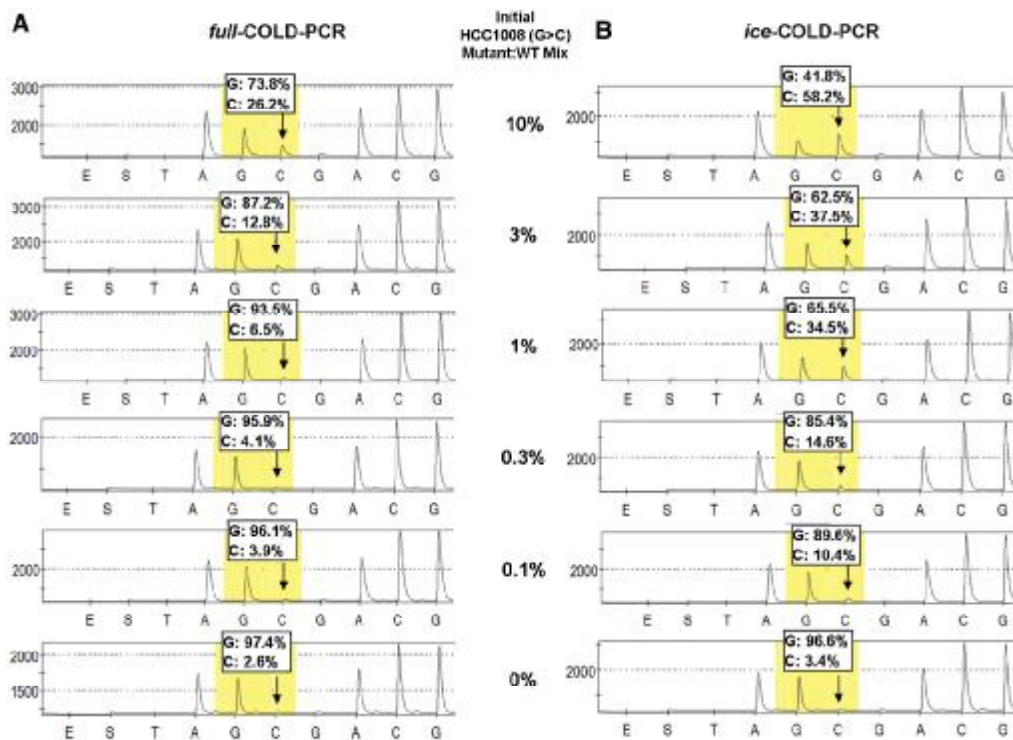 A full-COLD-PCR
Initial
HCC1008 (G>C)
Mutant:WT Mix
B ice-COLD-PCR
G: 73.8%
C: 26.2%
3000
2000
E S T A G C G A C G
10%
G: 41.8%
C: 58.2%
2000
E S T A G C G A C G
G: 87.2%
C: 12.8%
3000
2000
E S T A G C G A C G
3%
G: 62.5%
C: 37.5%
2000
E S T A G C G A C G
G: 93.5%
C: 6.5%
3000
2000
E S T A G C G A C G
1%
G: 65.5%
C: 34.5%
2000
E S T A G C G A C G
G: 95.9%
C: 4.1%
2000
E S T A G C G A C G
0.3%
G: 85.4%
C: 14.6%
2000
E S T A G C G A C G
G: 96.1%
C: 3.9%
2000
E S T A G C G A C G
0.1%
G: 89.6%
C: 10.4%
2000
E S T A G C G A C G
G: 97.4%
C: 2.6%
2000
1500
E S T A G C G A C G
0%
G: 96.6%
C: 3.4%
2000
E S T A G C G A C G